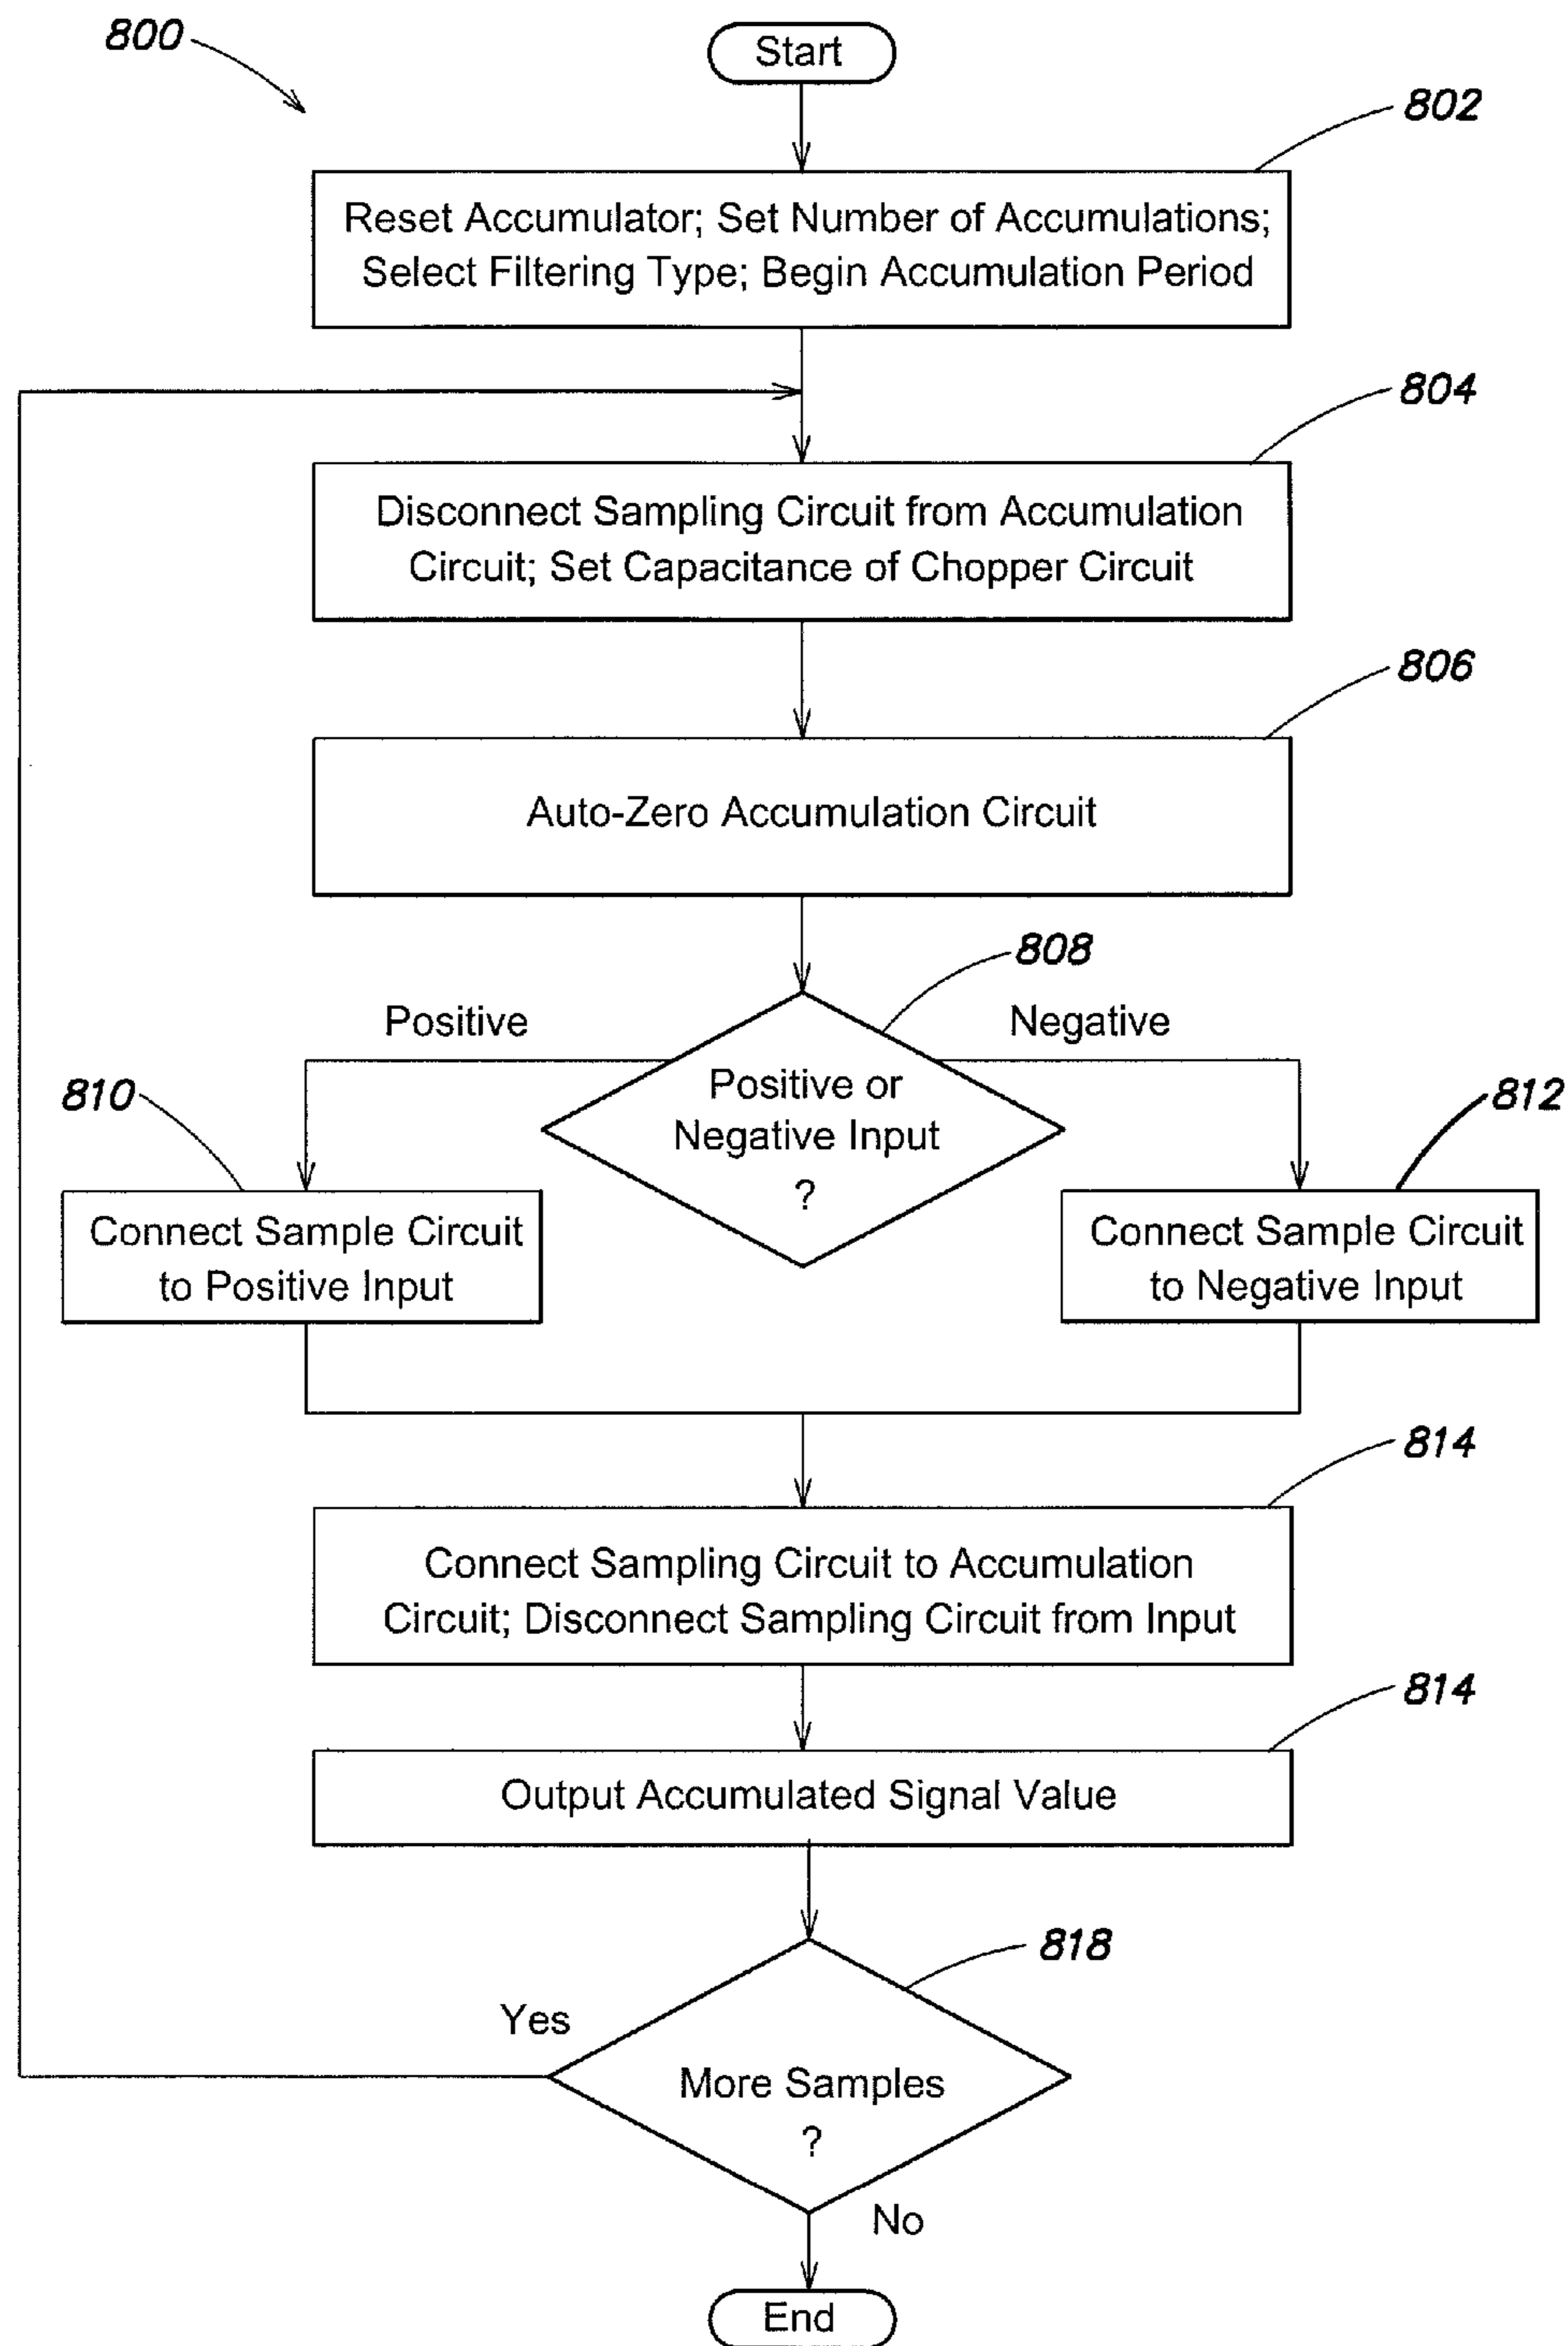 800
Start
802
Reset Accumulator; Set Number of Accumulations;
Select Filtering Type; Begin Accumulation Period
804
Disconnect Sampling Circuit from Accumulation
Circuit; Set Capacitance of Chopper Circuit
806
Auto-Zero Accumulation Circuit
808
Positive
Negative
Positive or
Negative Input
?
810
812
Connect Sample Circuit
to Positive Input
Connect Sample Circuit
to Negative Input
814
Connect Sampling Circuit to Accumulation
Circuit; Disconnect Sampling Circuit from Input
814
Output Accumulated Signal Value
818
Yes
More Samples
?
No
End